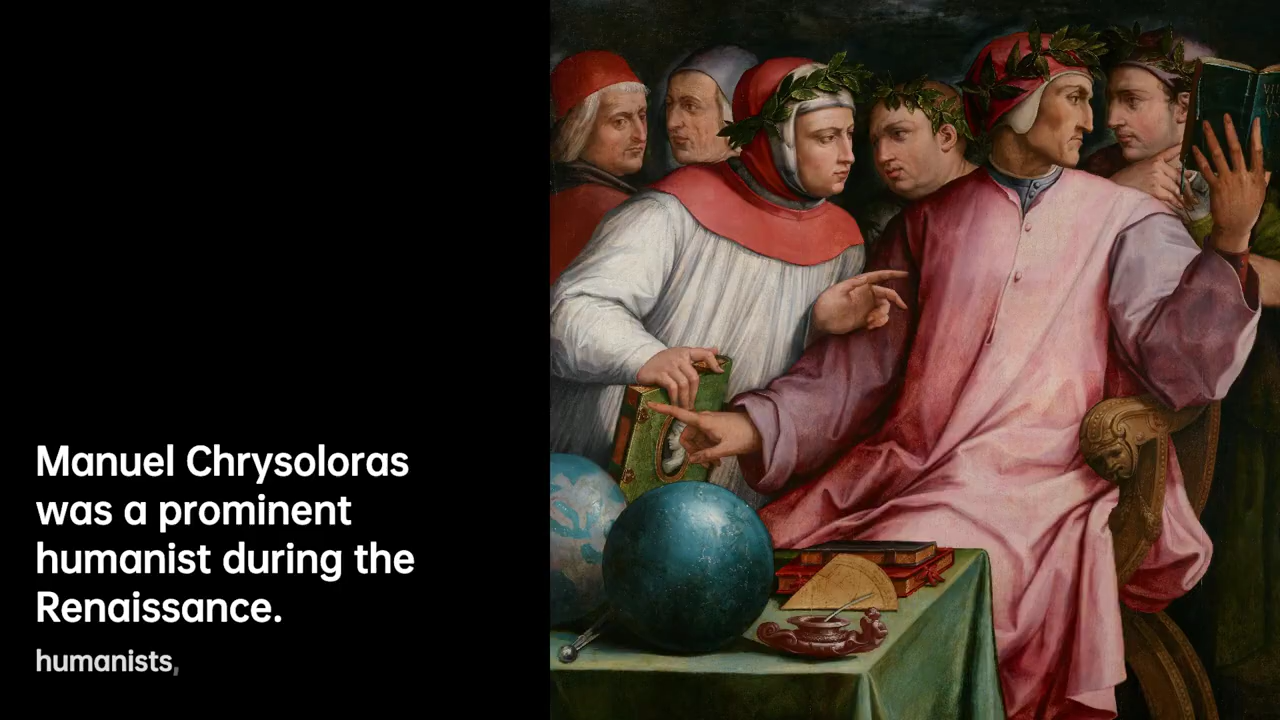 Manuel Chrysoloras
was a prominent
humanist during the
Renaissance.
humanists,